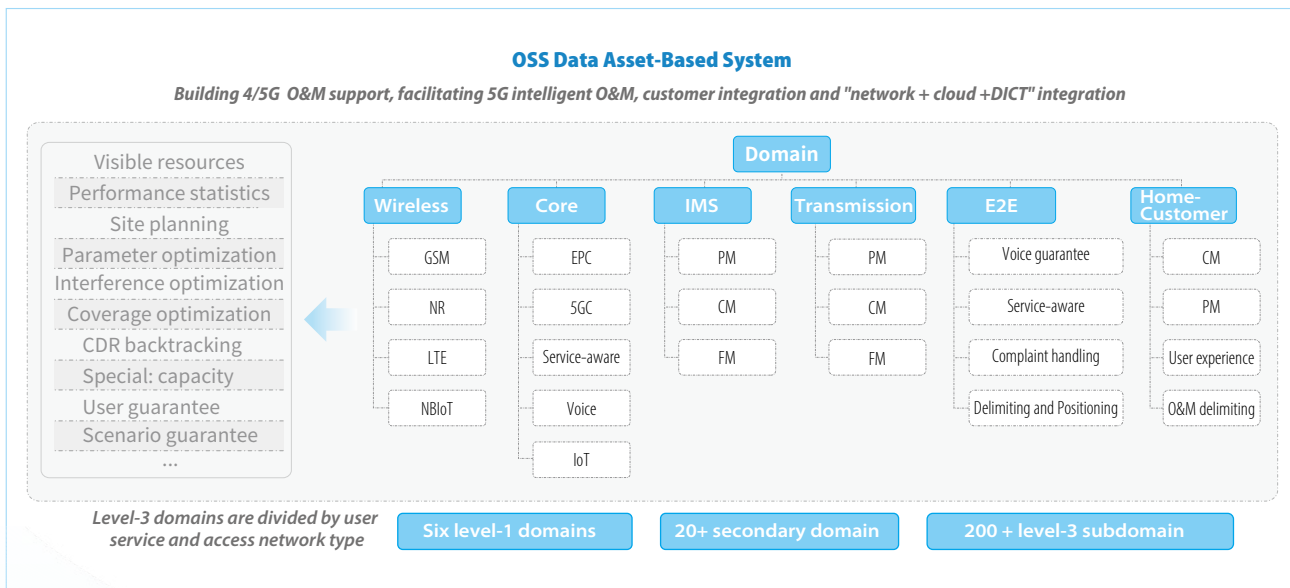 OSS Data Asset-Based System
Building 4/5G O&M support, facilitating 5G intelligent O&M, customer integration and "network + cloud +DICT" integration
Visible resources
Performance statistics
Site planning
Parameter optimization
Interference optimization
Coverage optimization
CDR backtracking
Special: capacity
User guarantee
Scenario guarantee
...
Domain
Wireless
GSM
NR
LTE
NBIoT
Core
EPC
5GC
Service-aware
Voice
IoT
IMS
PM
CM
FM
Transmission
PM
CM
FM
E2E
Voice guarantee
Service-aware
Complaint handling
Delimiting and Positioning
Home-
Customer
CM
PM
User experience
O&M delimiting
Level-3 domains are divided by user
service and access network type
Six level-1 domains
20+ secondary domain
200 + level-3 subdomain